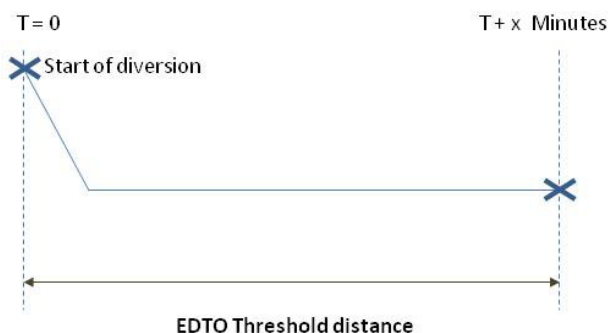 T = 0
T + x Minutes
Start of diversion
EDTO Threshold distance